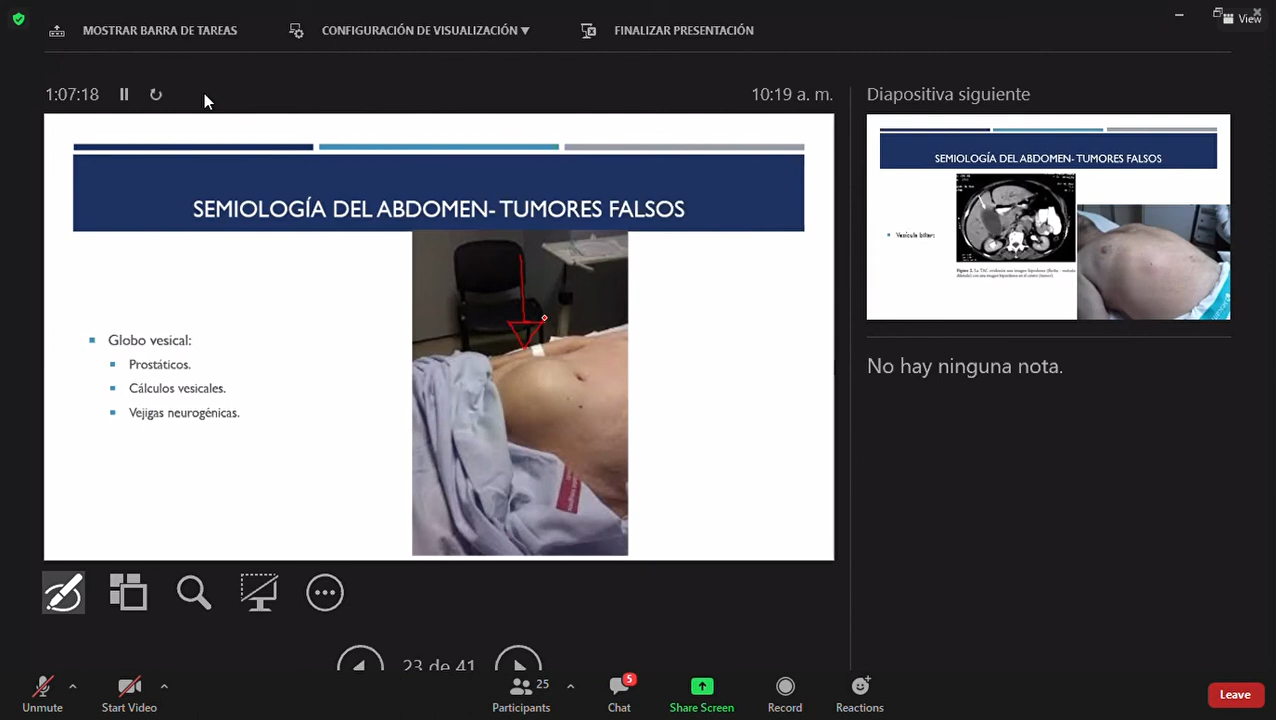 View
MOSTRAR BARRA DE TAREAS
CONFIGURACIÓN DE VISUALIZACIÓN ▼
FINALIZAR PRESENTACIÓN
1:07:18
10:19 a. m.
SEMIOLOGÍA DEL ABDOMEN- TUMORES FALSOS
Globo vesical:
Prostáticos.
Cálculos vesicales.
Vejigas neurogénicas.
Diapositiva siguiente
SEMIOLOGÍA DEL ABDOMEN- TUMORES FALSOS
Vesícula biliar:
No hay ninguna nota.
23 de 41
Unmute
Start Video
25
Participants
5
Chat
Share Screen
Record
Reactions
Leave